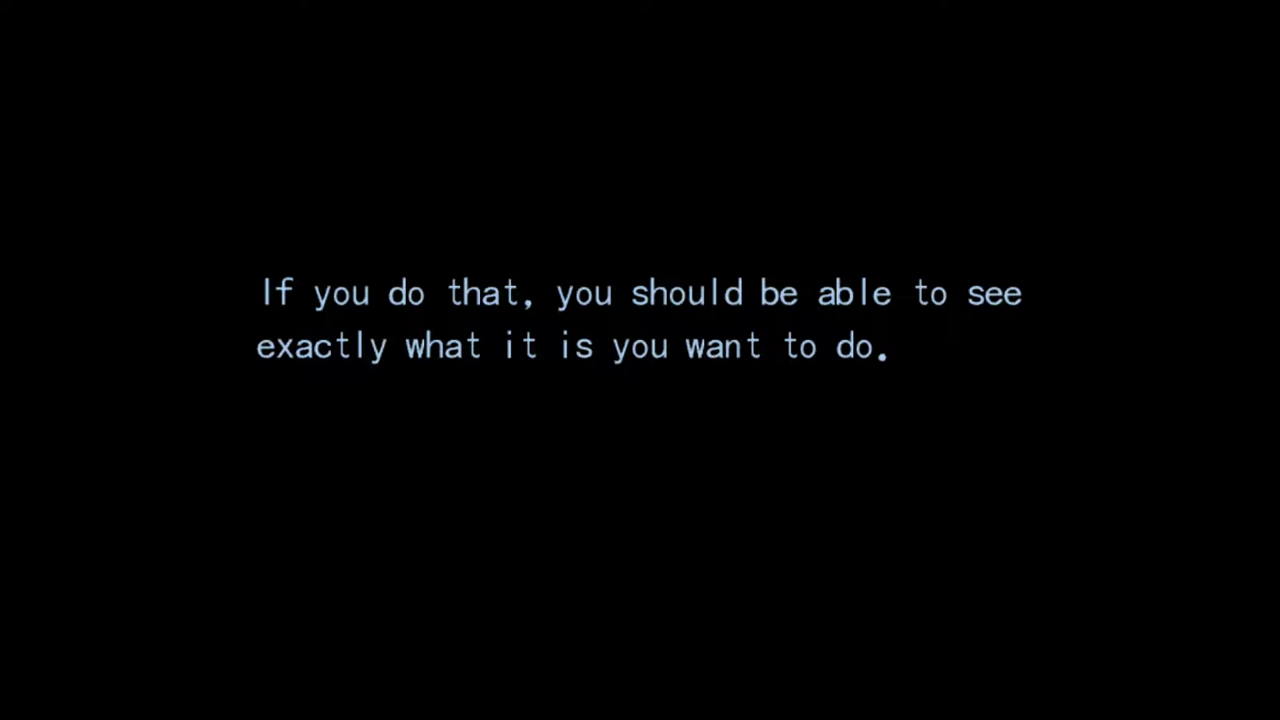 If you do that, you should be able to see
exactly what it is you want to do.